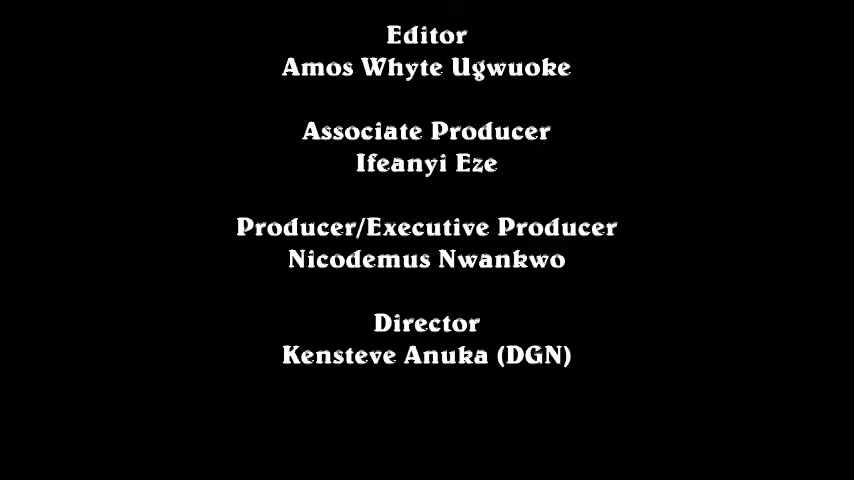 Editor
Amos Whyte Ugwuoke
Associate Producer
Ifeanyi Eze
Producer/Executive Producer
Nicodemus Nwankwo
Director
Kensteve Anuka (DGN)